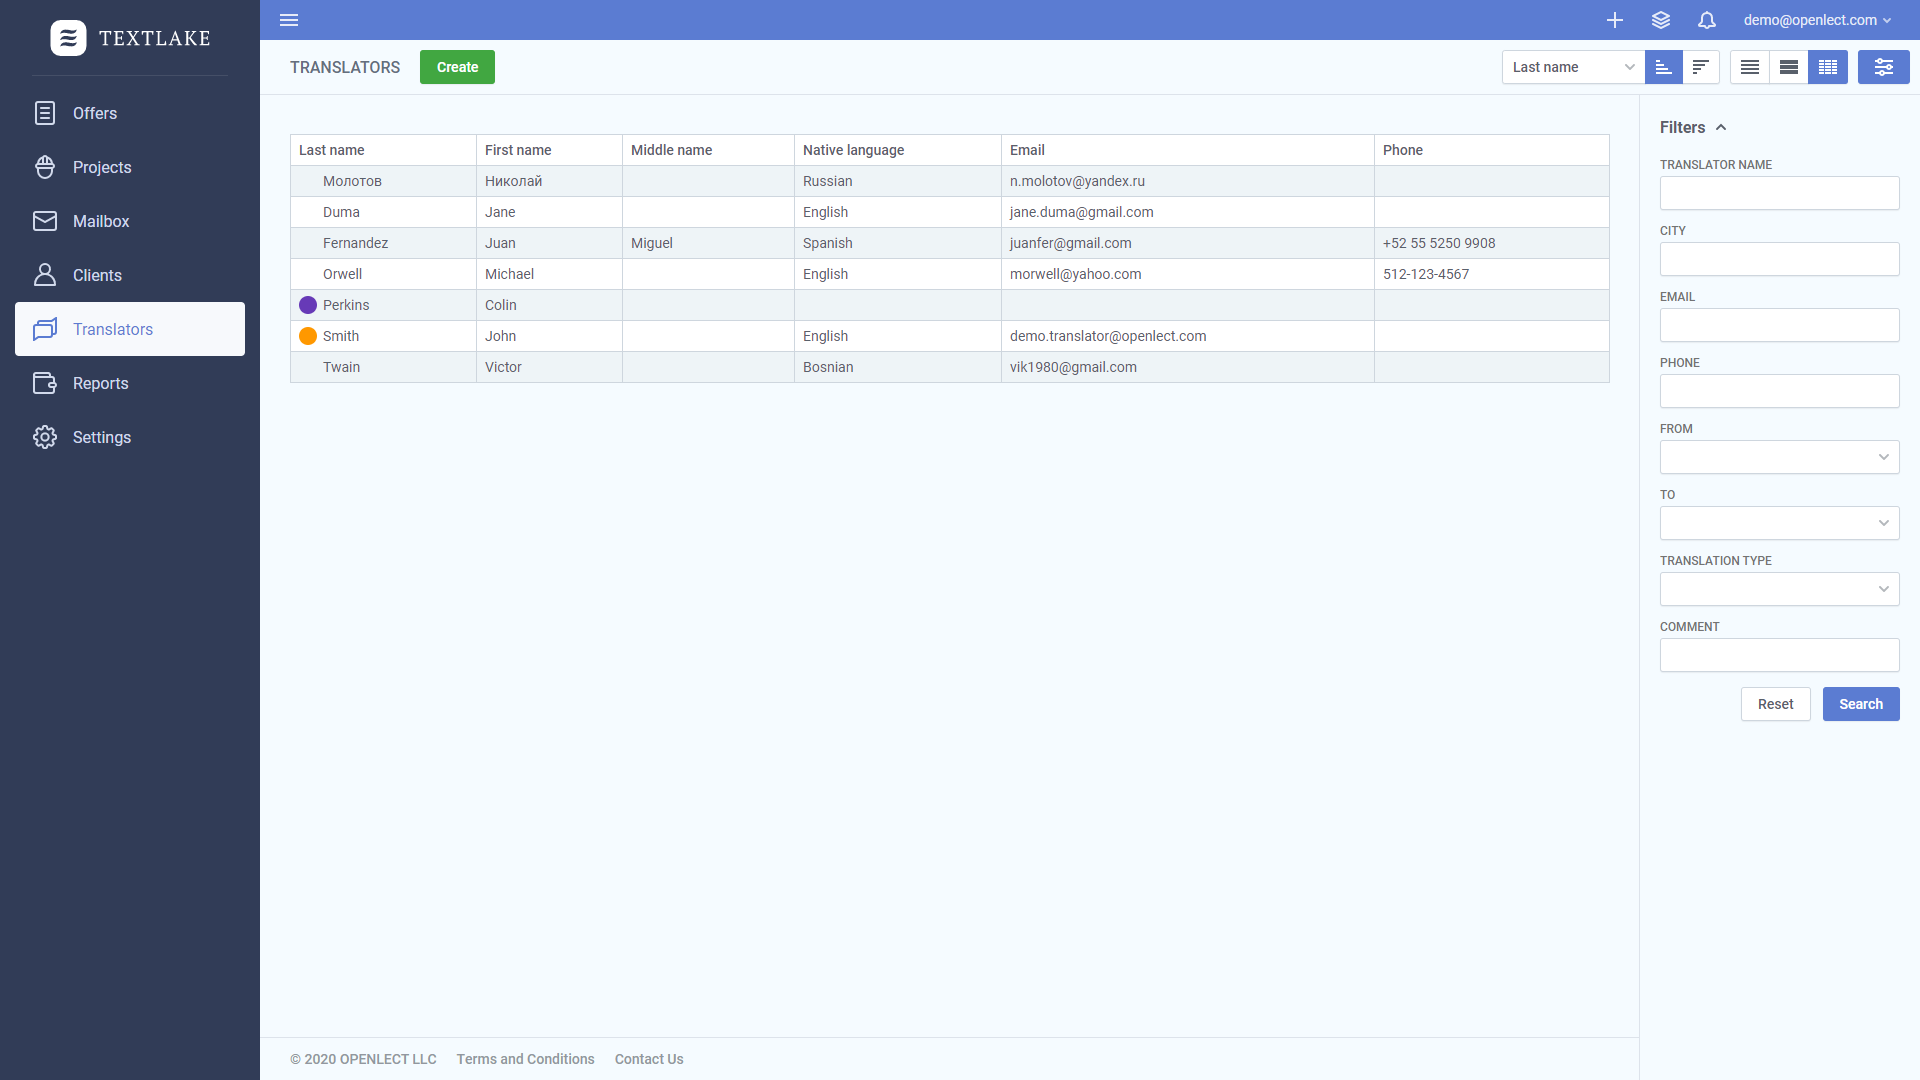 TEXTLAKE
demo@openlect.com
Offers
Projects
Mailbox
Clients
Translators
Reports
Settings
TRANSLATORS
Create
Last name
Last name First name Middle name Native language Email Phone
Молотов Николай Russian n.molotov@yandex.ru
Duma Jane English jane.duma@gmail.com
Fernandez Juan Miguel Spanish juanfer@gmail.com +52 55 5250 9908
Orwell Michael English morwell@yahoo.com 512-123-4567
Perkins Colin
Smith John English demo.translator@openlect.com
Twain Victor Bosnian vik1980@gmail.com
Filters
TRANSLATOR NAME
CITY
EMAIL
PHONE
FROM
TO
TRANSLATION TYPE
COMMENT
Reset Search
© 2020 OPENLECT LLC Terms and Conditions Contact Us